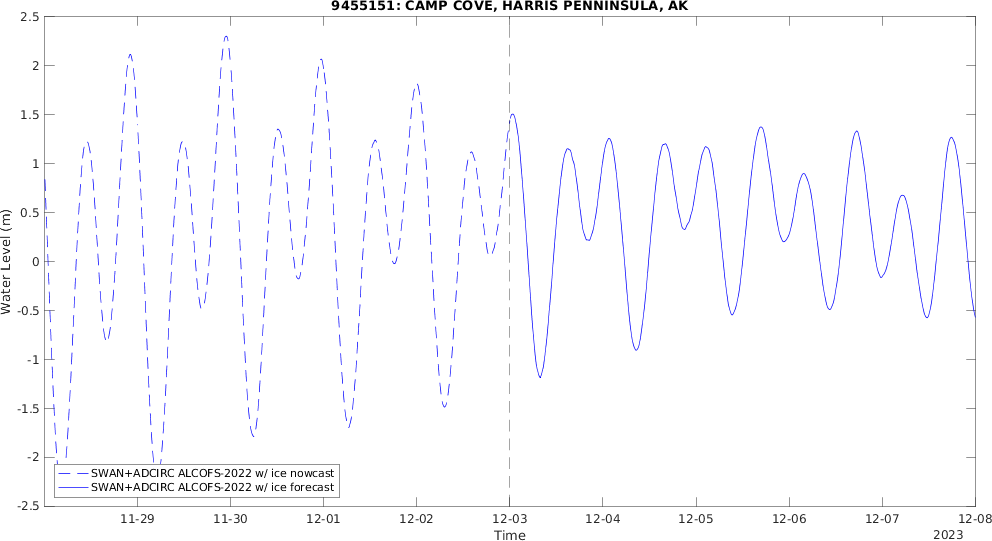 9455151: CAMP COVE, HARRIS PENNINSULA, AK
2.5
2
1.5
1
0.5
0
-0.5
-1
-1.5
-2
-2.5
Water Level (m)
SWAN+ADCIRC ALCOFS-2022 w/ ice nowcast
SWAN+ADCIRC ALCOFS-2022 w/ ice forecast
11-29 11-30 12-01 12-02 12-03 12-04 12-05 12-06 12-07 12-08
Time
2023